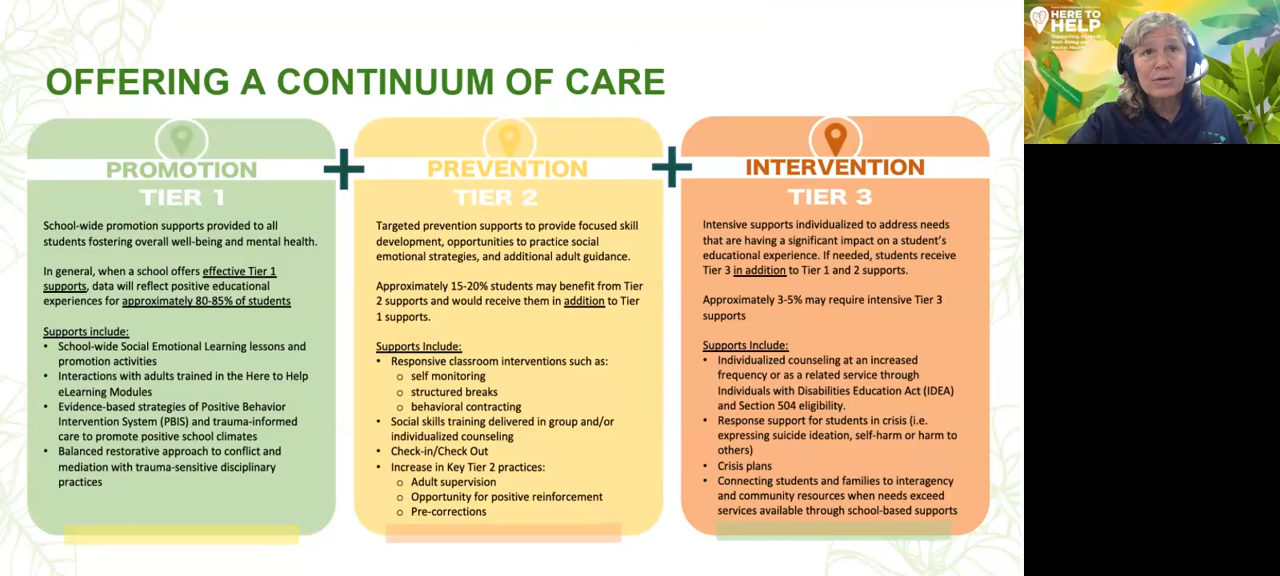 OFFERING A CONTINUUM OF CARE
PROMOTION
TIER 1
School-wide promotion supports provided to all
students fostering overall well-being and mental health.
In general, when a school offers effective Tier 1
supports, data will reflect positive educational
experiences for approximately 80-85% of students
Supports include:
• School-wide Social Emotional Learning lessons and
promotion activities
• Interactions with adults trained in the Here to Help
eLearning Modules
• Evidence-based strategies of Positive Behavior
Intervention System (PBIS) and trauma-informed
care to promote positive school climates
• Balanced restorative approach to conflict and
mediation with trauma-sensitive disciplinary
practices
+
PREVENTION
TIER 2
Targeted prevention supports to provide focused skill
development, opportunities to practice social
emotional strategies, and additional adult guidance.
Approximately 15-20% students may benefit from Tier
2 supports and would receive them in addition to Tier
1 supports.
Supports Include:
• Responsive classroom interventions such as:
o self monitoring
o structured breaks
o behavioral contracting
• Social skills training delivered in group and/or
individualized counseling
• Check-in/Check Out
• Increase in Key Tier 2 practices:
o Adult supervision
o Opportunity for positive reinforcement
o Pre-corrections
+
INTERVENTION
TIER 3
Intensive supports individualized to address needs
that are having a significant impact on a student's
educational experience. If needed, students receive
Tier 3 in addition to Tier 1 and 2 supports.
Approximately 3-5% may require intensive Tier 3
supports
Supports Include:
• Individualized counseling at an increased
frequency or as a related service through
Individuals with Disabilities Education Act (IDEA)
and Section 504 eligibility.
• Response support for students in crisis (i.e.
expressing suicide ideation, self-harm or harm to
others)
• Crisis plans
• Connecting students and families to interagency
and community resources when needs exceed
services available through school-based supports
HERE TO
HELP
Supporting Student
Well-Being and
Mental Health